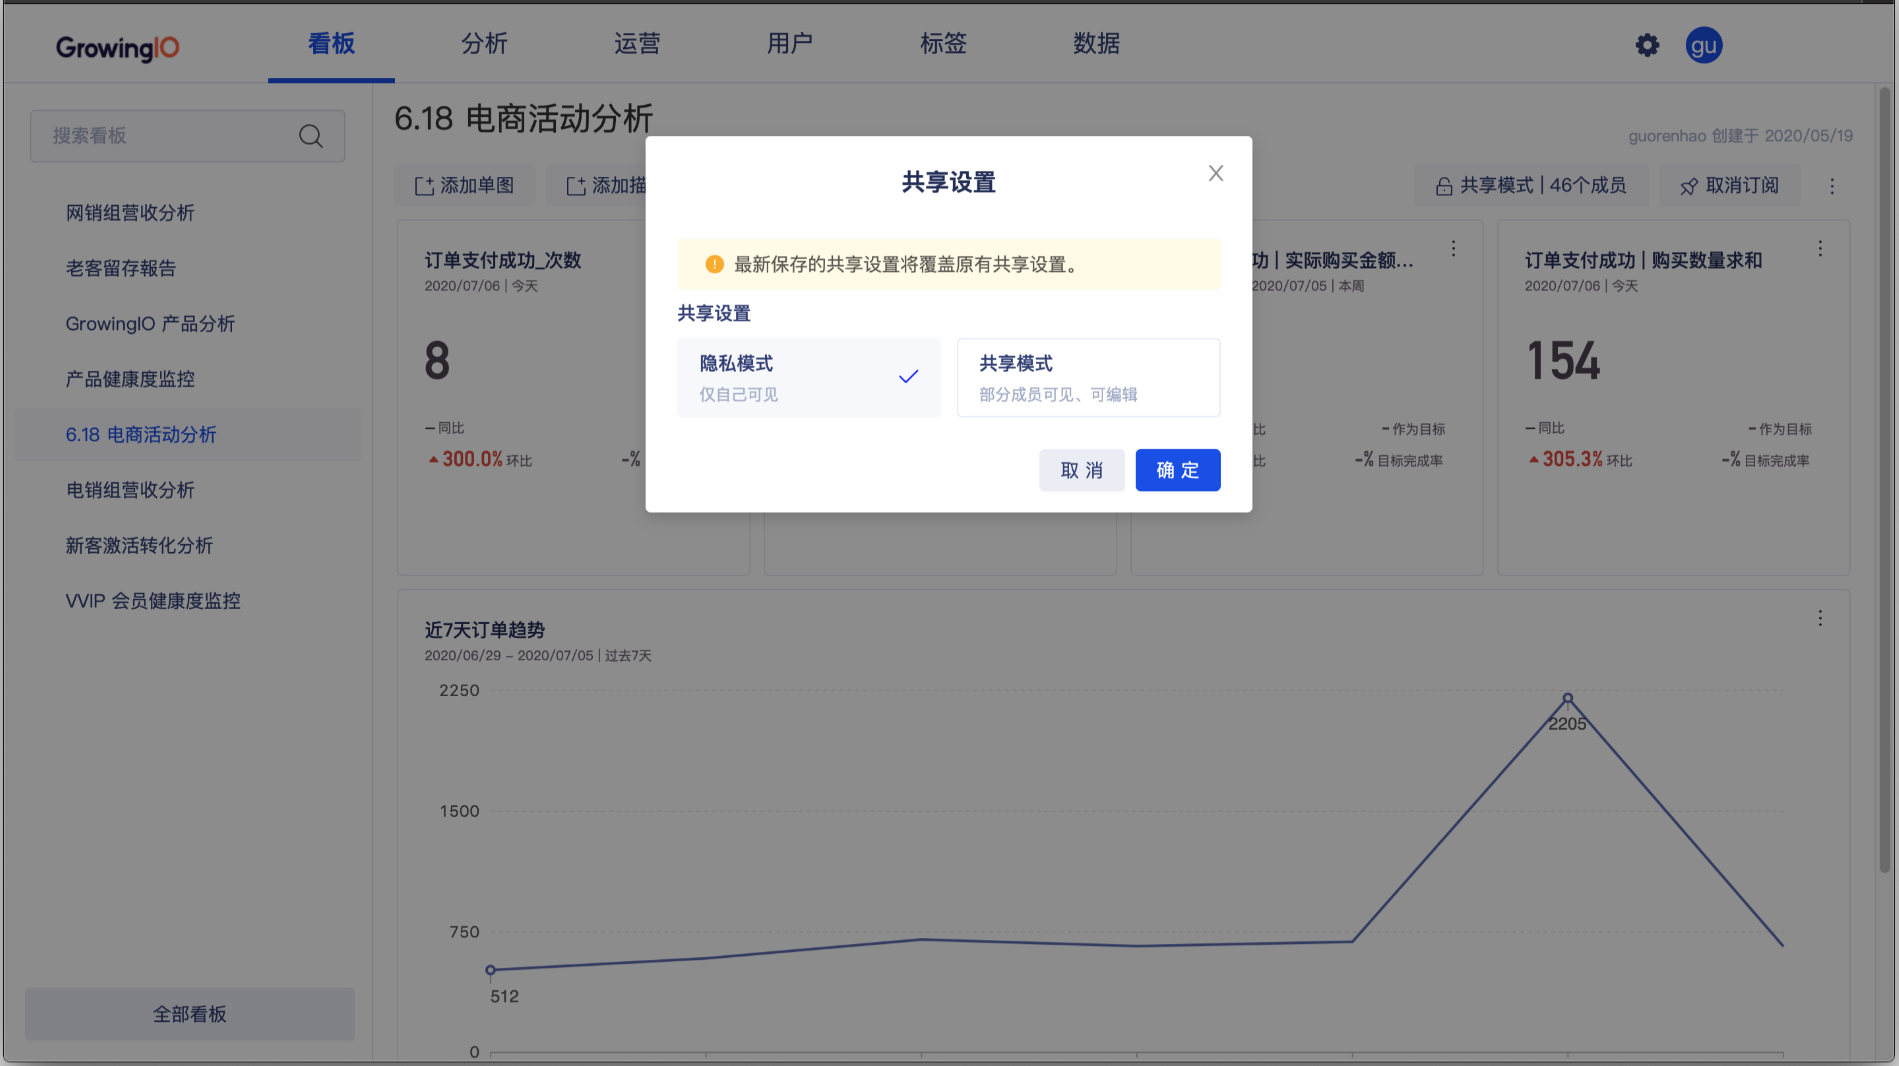 GrowingIO
看板
分析
运营
用户
标签
数据
gu
搜索看板
网销组营收分析
老客留存報告
GrowingIO 产品分析
产品健康度监控
6.18 电商活动分析
电销组营收分析
新客激活转化分析
VVIP 会员健康度监控
全部看板
6.18 电商活动分析
guorenhao 创建于 2020/05/19
添加单图
添加描
共享模式 | 46个成员
取消订阅
共享设置
最新保存的共享设置将覆盖原有共享设置。
共享设置
隐私模式
仅自己可见
共享模式
部分成员可见、可编辑
取 消
确 定
订单支付成功_次数
2020/07/06 | 今天
8
– 同比
300.0% 环比
-%
功 | 实际购买金额...
2020/07/05 | 本周
比
- 作为目标
比
-% 目标完成率
订单支付成功 | 购买数量求和
2020/07/06 | 今天
154
– 同比
- 作为目标
305.3% 环比
-% 目标完成率
近7天订单趋势
2020/06/29 – 2020/07/05 | 过去7天
2250
2205
1500
750
512
0